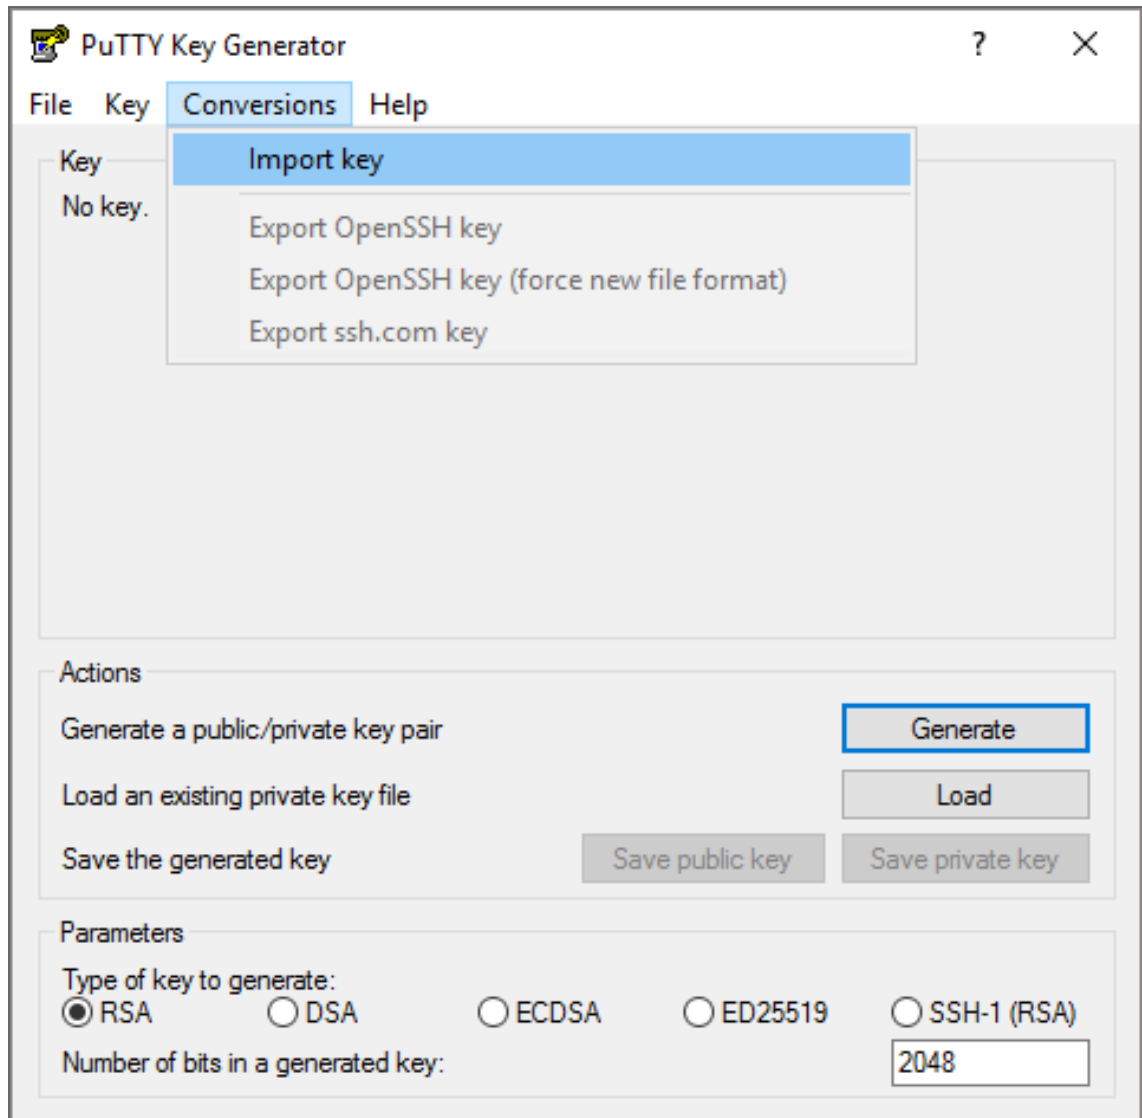 PuTTY Key Generator ?
File Key Conversions Help
Key
Import key
No key.
Export OpenSSH key
Export OpenSSH key (force new file format)
Export ssh.com key
Actions
Generate a public/private key pair Generate
Load an existing private key file Load
Save the generated key Save public key Save private key
Parameters
Type of key to generate:
RSA DSA ECDSA ED25519 SSH-1 (RSA)
Number of bits in a generated key: 2048